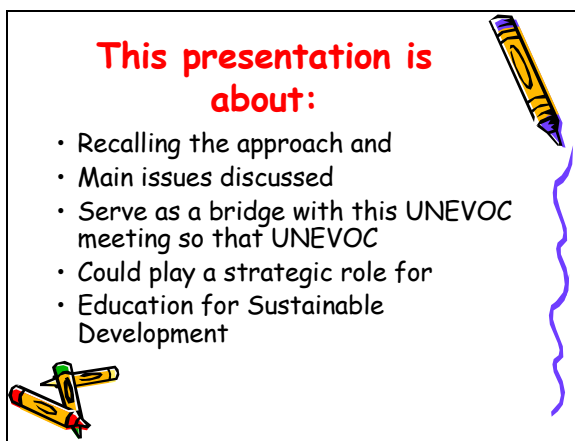 This presentation is
about:
• Recalling the approach and
• Main issues discussed
• Serve as a bridge with this UNEVOC
meeting so that UNEVOC
• Could play a strategic role for
• Education for Sustainable
Development